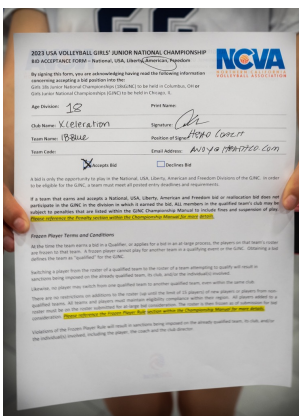 2023 USA VOLLEYBALL GIRLS' JUNIOR NATIONAL CHAMPIONSHIP
BID ACCEPTANCE FORM – National, USA, Liberty, American, Freedom
NCVA
NORTHERN CALIFORNIA
VOLLEYBALL ASSOCIATION
By signing this form, you are acknowledging having read the following information
concerning accepting a bid position into the:
Girls 18s Junior National Championships (18GJNC) to be held in Columbus, Ohio
Girls Junior National Championships (GJNC) to be held in Chicago, IL
Age Division: 18
Print Name:
Club Name: Xceleration
Signature:
Team Name: 18Blue
Position of Signer: HEAD COACH
Team Code:
Email Address:
X Accepts Bid
Declines Bid
A bid is only the opportunity to play in the National, USA, Liberty, American and Freedom Divisions of the GJNC. In order
to be eligible for the GJNC, a team must meet all posted entry deadlines and requirements.
If a team that earns and accepts a National, USA, Liberty, American and Freedom bid or reallocation bid does not
participate in the GJNC in the division in which it earned the bid, ALL members in the qualified team's club may be
subject to penalties that are listed within the GJNC Championship Manual to include fines and suspension of play.
Please reference the Penalty section within the Championship Manual for more details.
Frozen Player Terms and Conditions
At the time the team earns a bid in a Qualifier, or applies for a bid in an at large process, the players on that team's roster
are frozen to that team. A frozen player cannot play for another team in a qualifying event or the GJNC. Obtaining a bid
defines the team as "qualified" for the GJNC.
Switching a player from the roster of a qualified team to the roster of a team attempting to qualify will result in
sanctions being imposed on the already qualified team, its club, and/or the individual(s) involved.
Likewise, no player may switch from one qualified team to another qualified team, even within the same club.
There are no restrictions on additions to the roster (up until the limit of 15 players) of new players or players from non-
qualified teams. All teams and players must maintain eligibility compliance within their region. All players added to a
roster must be on the roster submitted for an at large bid consideration. The roster is then frozen as of submission for bid
consideration. Please reference the Frozen Player Rule section within the Championship Manual for more details.
Violations of the Frozen Player Rule will result in sanctions being imposed on the already qualified team, its club, and/or
the individual(s) involved, including the player, the coach and the club director.